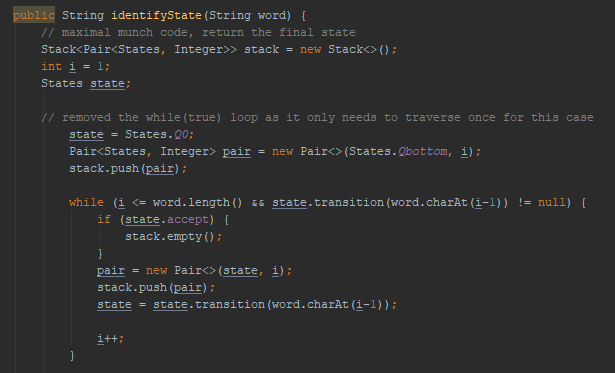 public String identifyState(String word) {
// maximal munch code, return the final state
Stack<Pair<States, Integer>> stack = new Stack<>();
int i = 1;
States state;
// removed the while(true) loop as it only needs to traverse once for this case
state = States.Q0;
Pair<States, Integer> pair = new Pair<>(States.Qbottom, i);
stack.push(pair);
while (i <= word.length() && state.transition(word.charAt(i-1)) != null) {
if (state.accept) {
stack.empty();
}
pair = new Pair<>(state, i);
stack.push(pair);
state = state.transition(word.charAt(i-1));
i++;
}